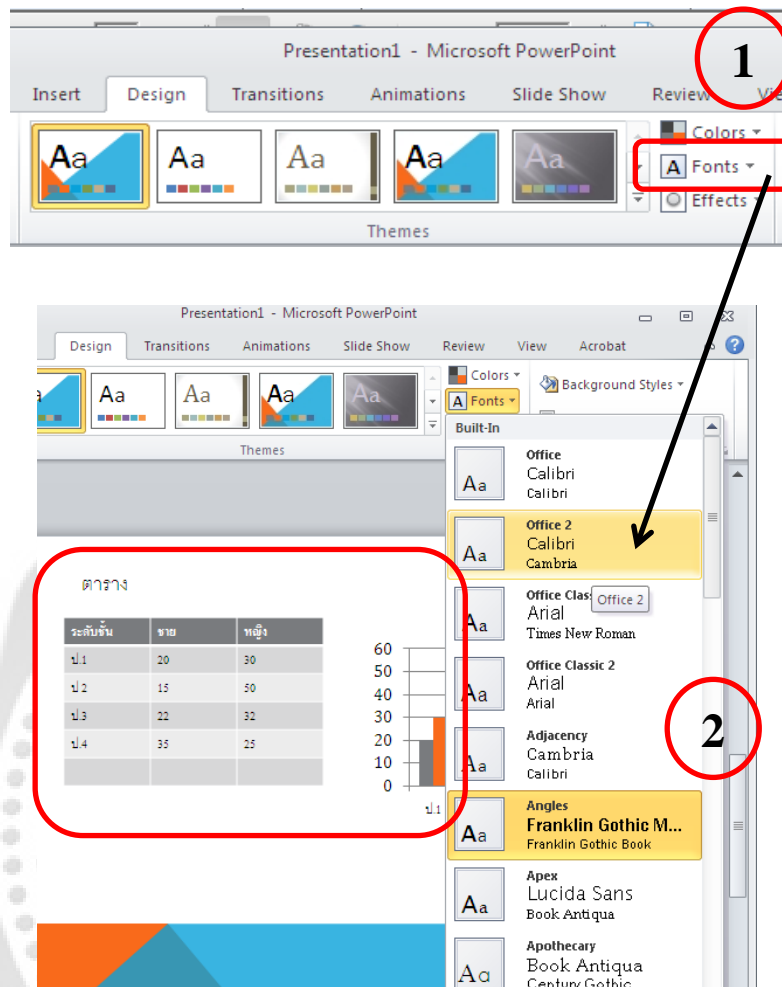 Presentation1 - Microsoft PowerPoint
1
Insert Design Transitions Animations Slide Show Review
Aa Aa Aa Aa Aa
Colors
A Fonts
Effects
Themes
Presentation1 - Microsoft PowerPoint
Design Transitions Animations Slide Show Review View Acrobat
Aa Aa Aa Aa
Colors
A Fonts
Background Styles
Themes
Built-In
Aa
Office
Calibri
Calibri
Aa
Office 2
Calibri
Cambria
Office 2
Aa
Office Clas
Arial
Times New Roman
Aa
Office Classic 2
Arial
Arial
Aa
Adjacency
Cambria
Calibri
2
Aa
Angles
Franklin Gothic M...
Franklin Gothic Book
Aa
Apex
Lucida Sans
Book Antiqua
Aa
Apothecary
Book Antiqua
Century Gothic
ตาราง
ระดับชั้น ชาย หญิง
ป.1 20 30
ป.2 15 50
ป.3 22 32
ป.4 35 25
60
50
40
30
20
10
0
ป.1